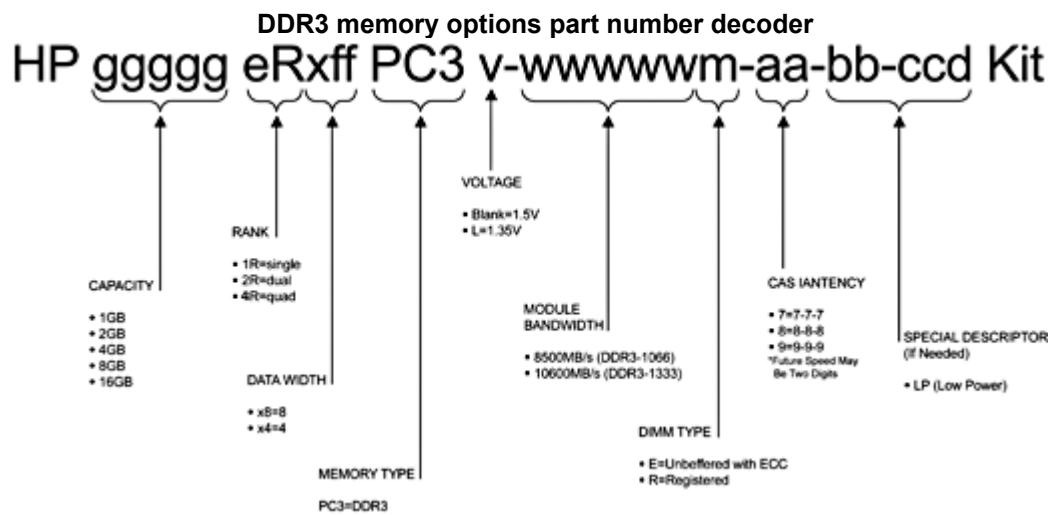 DDR3 memory options part number decoder
HP ggggg eRxff PC3 v-wwwwwm-aa-bb-ccd Kit
CAPACITY
• 1GB
• 2GB
• 4GB
• 8GB
• 16GB
RANK
• 1R=single
• 2R=dual
• 4R=quad
DATA WIDTH
• x8=8
• x4=4
MEMORY TYPE
PC3=DDR3
VOLTAGE
• Blank=1.5V
• L=1.35V
MODULE
BANDWIDTH
• 8500MB/s (DDR3-1066)
• 10600MB/s (DDR3-1333)
DIMM TYPE
• E=Unbeffered with ECC
• R=Registered
CAS IANTENCY
• 7=7-7-7
• 8=8-8-8
• 9=9-9-9
*Future Speed May
Be Two Digits
SPECIAL DESCRIPTOR
(If Needed)
• LP (Low Power)